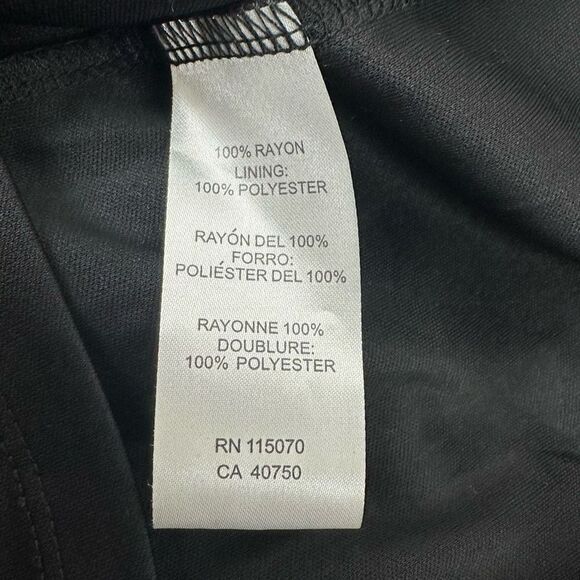 100% RAYON
LINING:
100% POLYESTER
RAYÓN DEL 100%
FORRO:
POLIÉSTER DEL 100%
RAYONNE 100%
DOUBLURE:
100% POLYESTER
RN 115070
CA 40750